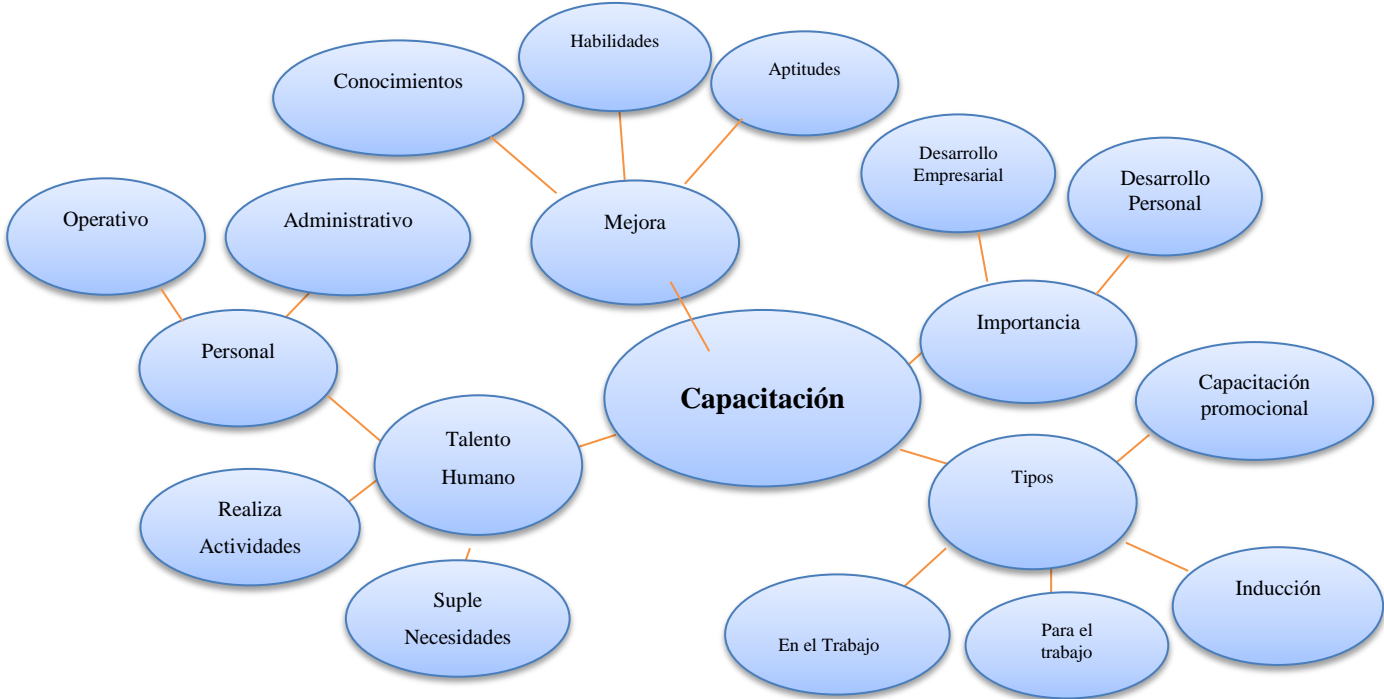 Habilidades
Conocimientos
Aptitudes
Desarrollo
Empresarial
Desarrollo
Personal
Operativo
Administrativo
Mejora
Importancia
Personal
Capacitación
Capacitación
promocional
Talento
Humano
Tipos
Realiza
Actividades
Inducción
Suple
Necesidades
En el Trabajo
Para el
trabajo